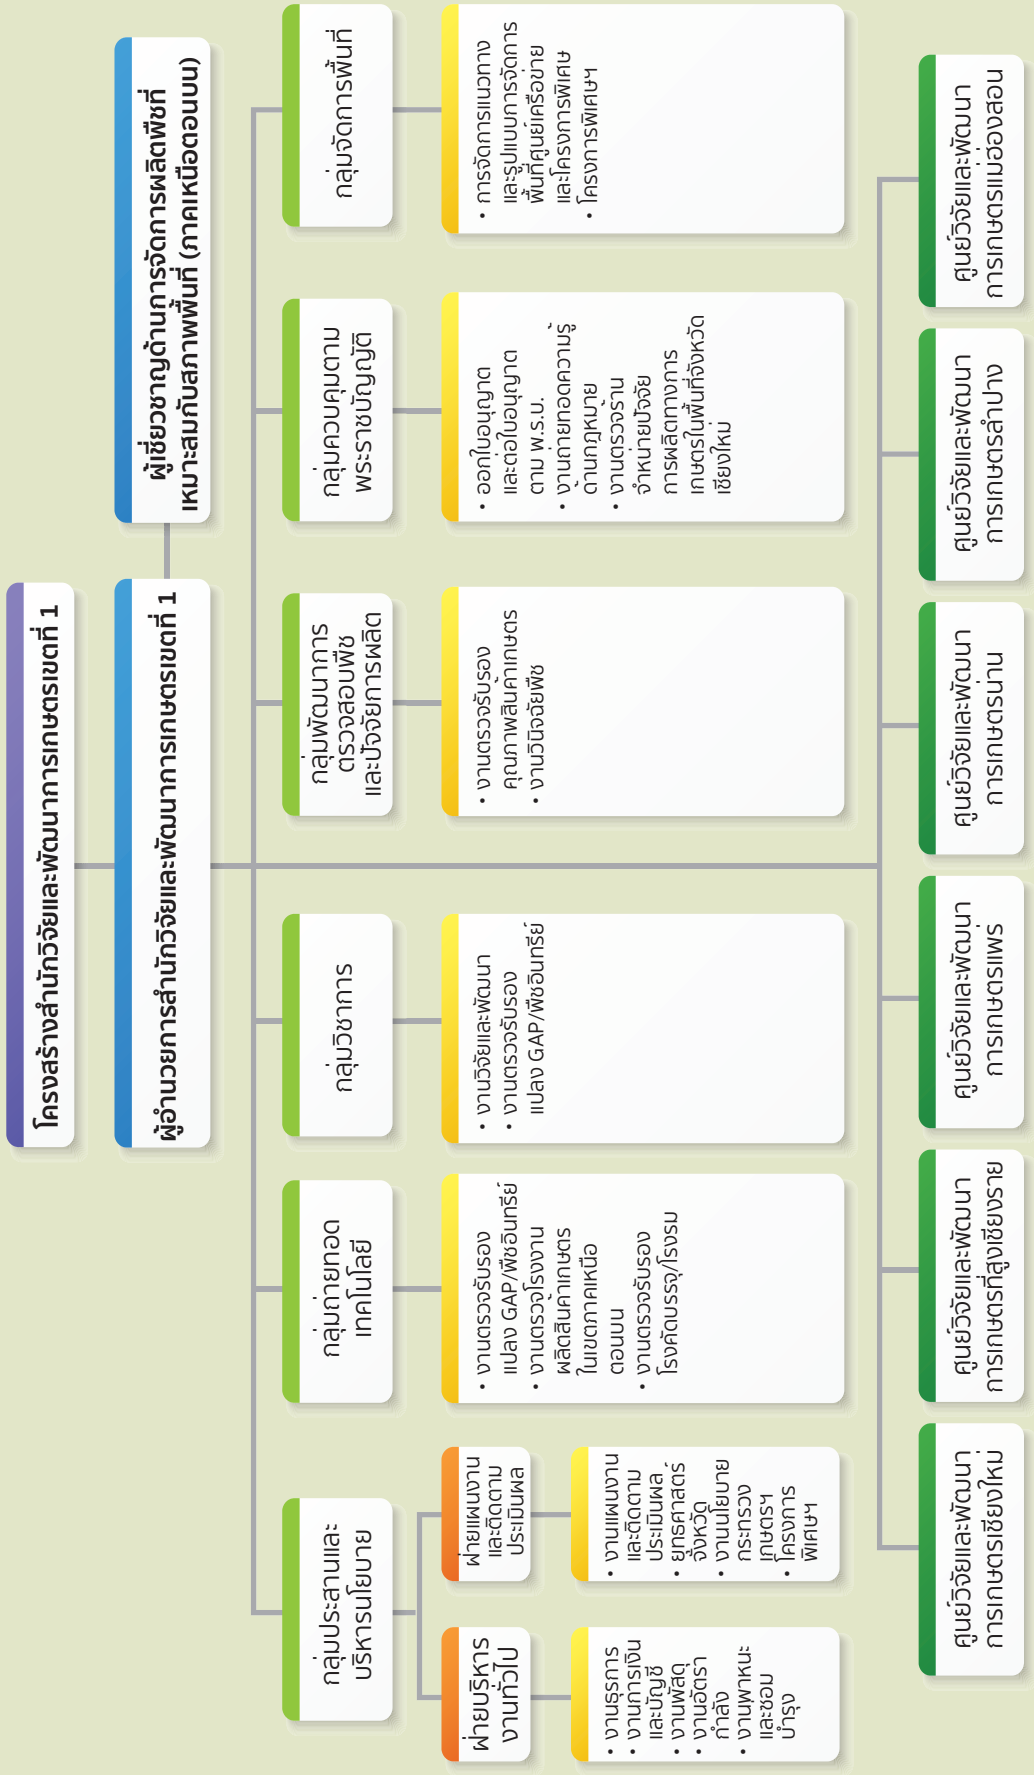 โครงสร้างสำนักวิจัยและพัฒนาการเกษตรเขตที่ 1
ผู้อำนวยการสำนักวิจัยและพัฒนาการเกษตรเขตที่ 1
ผู้เชี่ยวชาญด้านการจัดการผลิตพืชที่
เหมาะสมกับสภาพพื้นที่ (ภาคเหนือตอนบน)
กลุ่มประสานและ
บริหารนโยบาย
กลุ่มถ่ายทอด
เทคโนโลยี
กลุ่มวิชาการ
กลุ่มพัฒนาการ
ตรวจสอบพืช
และปัจจัยการผลิต
กลุ่มควบคุมตาม
พระราชบัญญัติ
กลุ่มจัดการพื้นที่
ฝ่ายบริหาร
งานทั่วไป
ฝ่ายแผนงาน
และติดตาม
ประเมินผล
• งานธุรการ
• งานการเงิน
และบัญชี
• งานพัสดุ
• งานอัตรา
กำลัง
• งานพาหนะ
และซ่อม
บำรุง
• งานแผนงาน
และติดตาม
ประเมินผล
• ยุทธศาสตร์
จังหวัด
• งานนโยบาย
กระทรวง
เกษตรฯ
• โครงการ
พิเศษฯ
• งานตรวจรับรอง
แปลง GAP/พืชอินทรีย์
• งานตรวจโรงงาน
ผลิตสินค้าเกษตร
ในเขตภาคเหนือ
ตอนบน
• งานตรวจรับรอง
โรงคัดบรรจุ/โรงรม
• งานวิจัยและพัฒนา
• งานตรวจรับรอง
แปลง GAP/พืชอินทรีย์
• งานตรวจรับรอง
คุณภาพสินค้าเกษตร
• งานวินิจฉัยพืช
• ออกใบอนุญาต
และต่อใบอนุญาต
ตาม พ.ร.บ.
• งานถ่ายทอดความรู้
ด้านกฎหมาย
• งานตรวจร้าน
จำหน่ายปัจจัย
การผลิตทางการ
เกษตรในพื้นที่จังหวัด
เชียงใหม่
• การจัดการแนวทาง
และรูปแบบการจัดการ
พื้นที่ศูนย์เครือข่าย
และโครงการพิเศษ
• โครงการพิเศษฯ
ศูนย์วิจัยและพัฒนา
การเกษตรเชียงใหม่
ศูนย์วิจัยและพัฒนา
การเกษตรที่สูงเชียงราย
ศูนย์วิจัยและพัฒนา
การเกษตรแพร่
ศูนย์วิจัยและพัฒนา
การเกษตรน่าน
ศูนย์วิจัยและพัฒนา
การเกษตรลำปาง
ศูนย์วิจัยและพัฒนา
การเกษตรแม่ฮ่องสอน